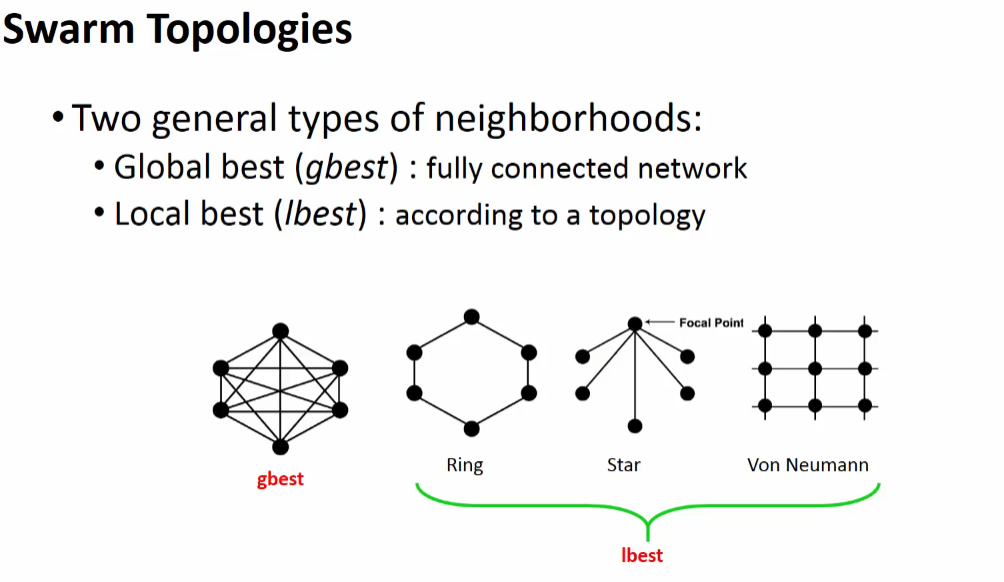 Swarm Topologies
• Two general types of neighborhoods:
• Global best (gbest) : fully connected network
• Local best (lbest) : according to a topology
Focal Point
Ring
Star
Von Neumann
gbest
lbest